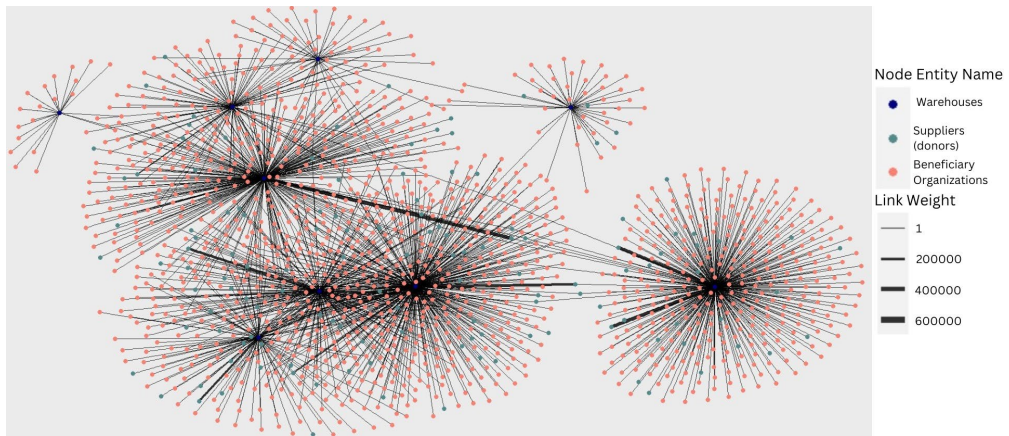 Node Entity Name
Warehouses
Suppliers
(donors)
Beneficiary
Organizations
Link Weight
1
200000
400000
600000